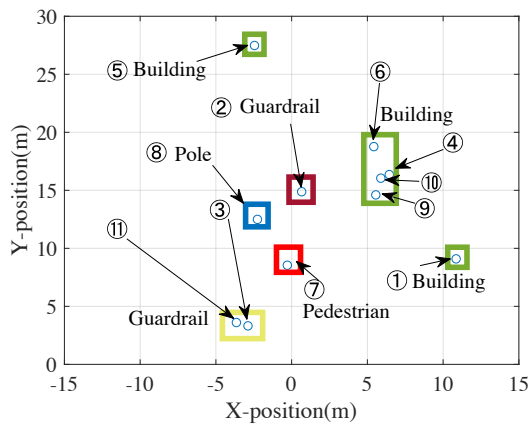 30
25
20
15
10
5
0
Y-position(m)
⑤ Building
② Guardrail
⑥
Building
④
⑧ Pole
③
⑩
⑨
⑪
① Building
⑦
Pedestrian
Guardrail
-15 -10 -5 0 5 10 15
X-position(m)